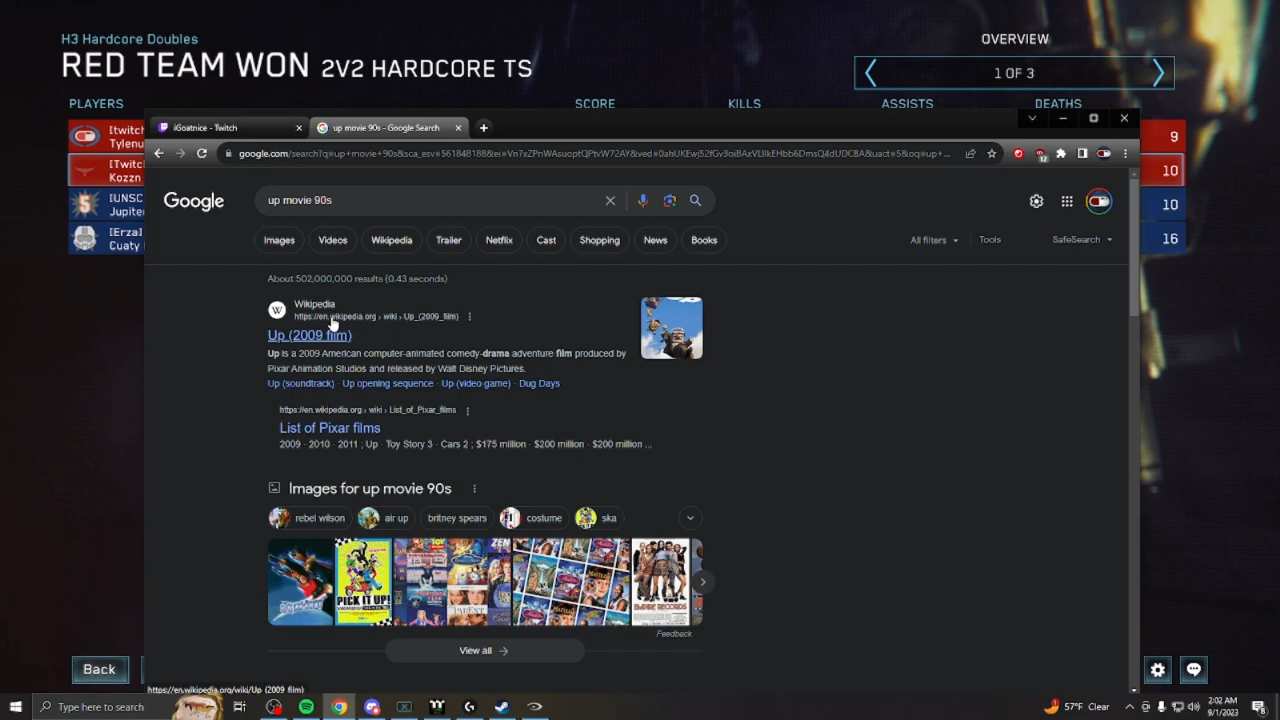 H3 Hardcore Doubles
RED TEAM WON 2V2 HARDCORE TS
OVERVIEW
1 OF 3
PLAYERS
SCORE
KILLS
ASSISTS
DEATHS
[twitch
Tylenu
9
[Twitch
Kozzn
10
[UNSC
Jupiter
10
[Erza]
Cuaty
16
iGoatnice - Twitch
up movie 90s - Google Search
Google
up movie 90s
Images
Videos
Wikipedia
Trailer
Netflix
Cast
Shopping
News
Books
All filters
Tools
SafeSearch
About 502,000,000 results (0.43 seconds)
W
Wikipedia
https://en.wikipedia.org › wiki › Up_(2009_film)
Up (2009 film)
Up is a 2009 American computer-animated comedy-drama adventure film produced by
Pixar Animation Studios and released by Walt Disney Pictures.
Up (soundtrack) · Up opening sequence · Up (video game) · Dug Days
https://en.wikipedia.org › wiki › List_of_Pixar_films
List of Pixar films
2009 · 2010 · 2011 ; Up · Toy Story 3 · Cars 2 ; $175 million · $200 million · $200 million ...
Images for up movie 90s
rebel wilson
air up
britney spears
costume
ska
PICK IT UP!
EMPIRE RECORDS
Feedback
View all
Back
https://en.wikipedia.org/wiki/Up_(2009_film)
Type here to search
57°F Clear
2:02 AM
9/1/2023